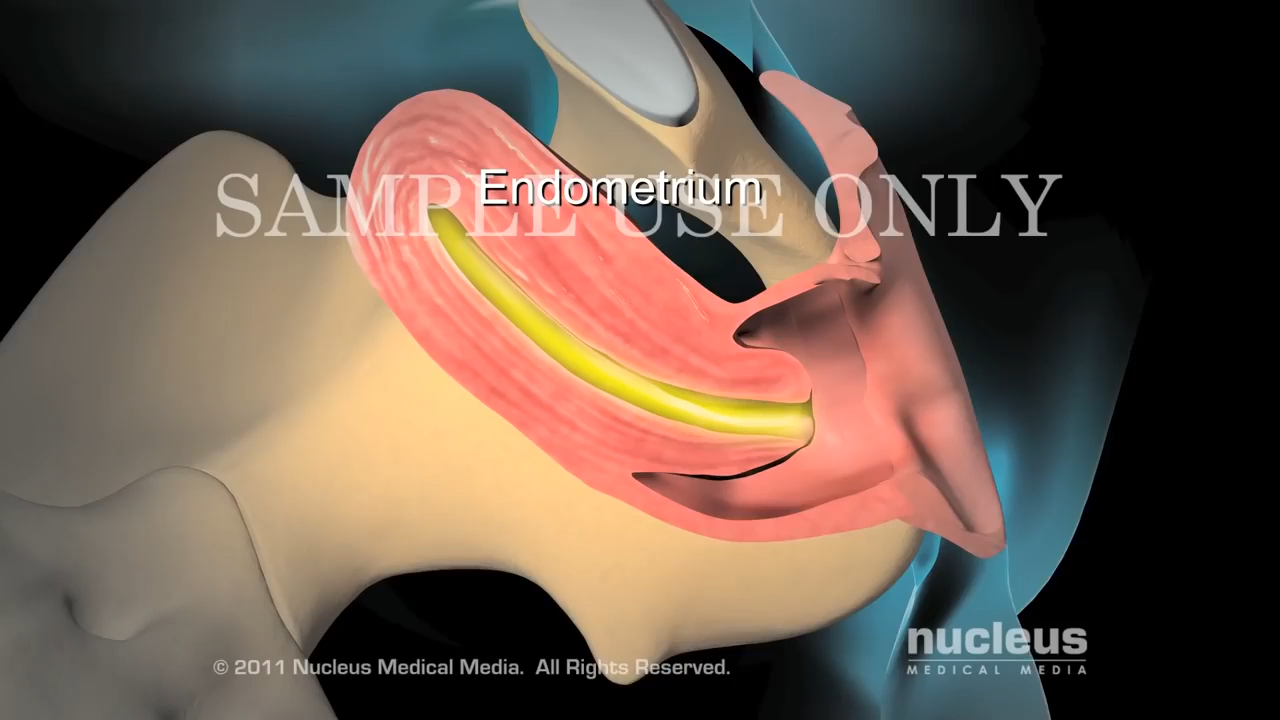 SAMPLE USE ONLY
Endometrium
© 2011 Nucleus Medical Media. All Rights Reserved.
nucleus
MEDICAL MEDIA